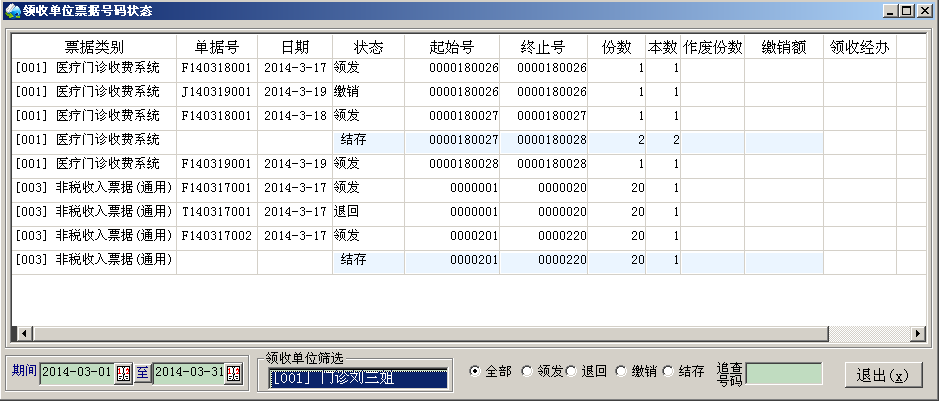 领收单位票据号码状态
票据类别 单据号 日期 状态 起始号 终止号 份数 本数 作废份数 缴销额 领收经办
[001] 医疗门诊收费系统 F140318001 2014-3-17 领发 0000180026 0000180026 1 1
[001] 医疗门诊收费系统 J140319001 2014-3-19 缴销 0000180026 0000180026 1 1
[001] 医疗门诊收费系统 F140318001 2014-3-18 领发 0000180027 0000180027 1 1
[001] 医疗门诊收费系统 结存 0000180027 0000180028 2 2
[001] 医疗门诊收费系统 F140319001 2014-3-19 领发 0000180028 0000180028 1 1
[003] 非税收入票据(通用) F140317001 2014-3-17 领发 0000001 0000020 20 1
[003] 非税收入票据(通用) T140317001 2014-3-17 退回 0000001 0000020 20 1
[003] 非税收入票据(通用) F140317002 2014-3-17 领发 0000201 0000220 20 1
[003] 非税收入票据(通用) 结存 0000201 0000220 20 1
领收单位筛选
期间 2014-03-01 至 2014-03-31 [001] 门诊刘三姐 全部 领发 退回 缴销 结存 追查号码 退出(x)